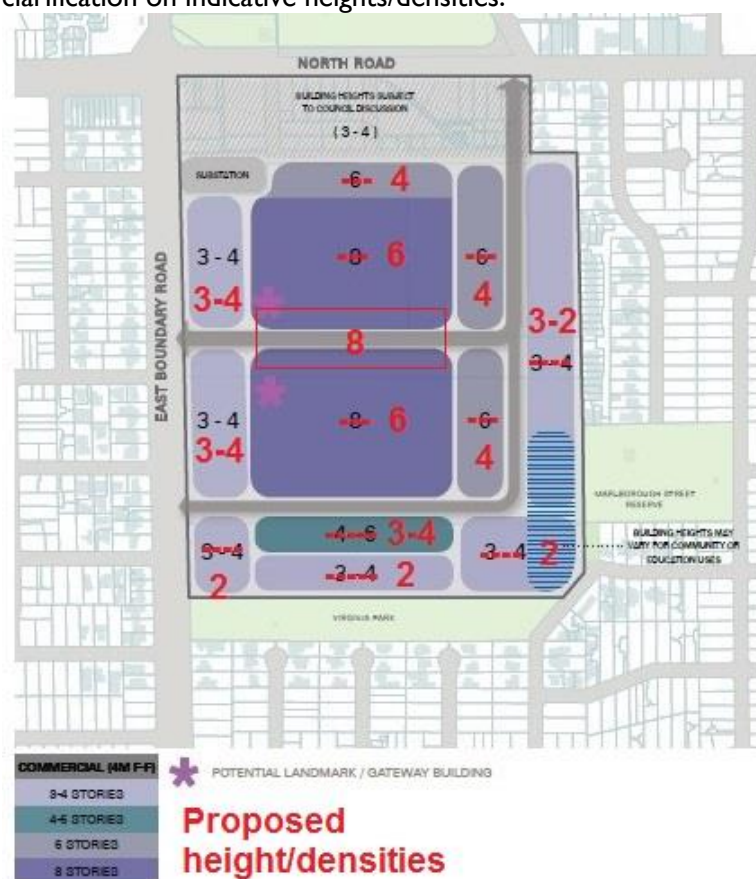 clarification on indicative heights/densities.
NORTH ROAD
BUILDING HEIGHTS SUBJECT
TO COUNCIL DISCUSSION
(3-4)
SUBSTATION
6 4
3 - 4
3-4
8 6
6
4
8
3-2
3-4
EAST BOUNDARY ROAD
3 - 4
3-4
8 6
6
4
MARLBOROUGH STREET
RESERVE
3-4
2
4-6 3-4
3-4 2
3-4 2
BUILDING HEIGHTS MAY
VARY FOR COMMUNITY OR
EDUCATION USES
VIRGINIA PARK
COMMERCIAL (4M F-F)
3-4 STORIES
4-6 STORIES
6 STORIES
8 STORIES
POTENTIAL LANDMARK / GATEWAY BUILDING
Proposed
height/densities